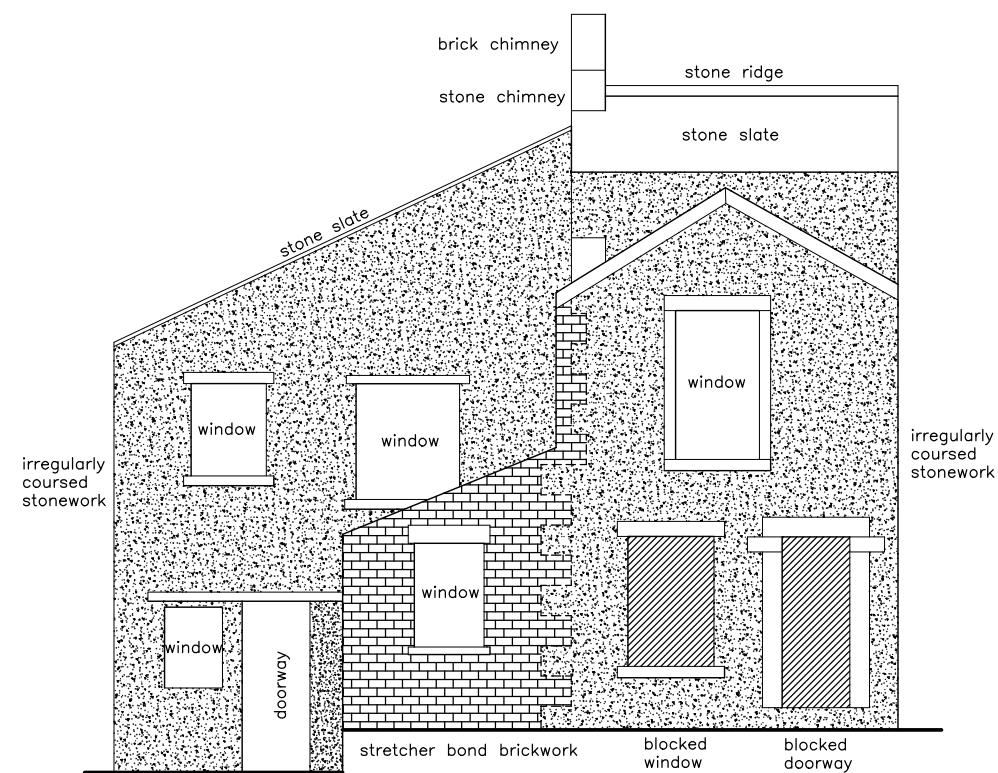 brick chimney
stone ridge
stone chimney
stone slate
stone slate
window
window
window
irregularly
coursed
stonework
irregularly
coursed
stonework
window
window
doorway
stretcher bond brickwork
blocked
window
blocked
doorway